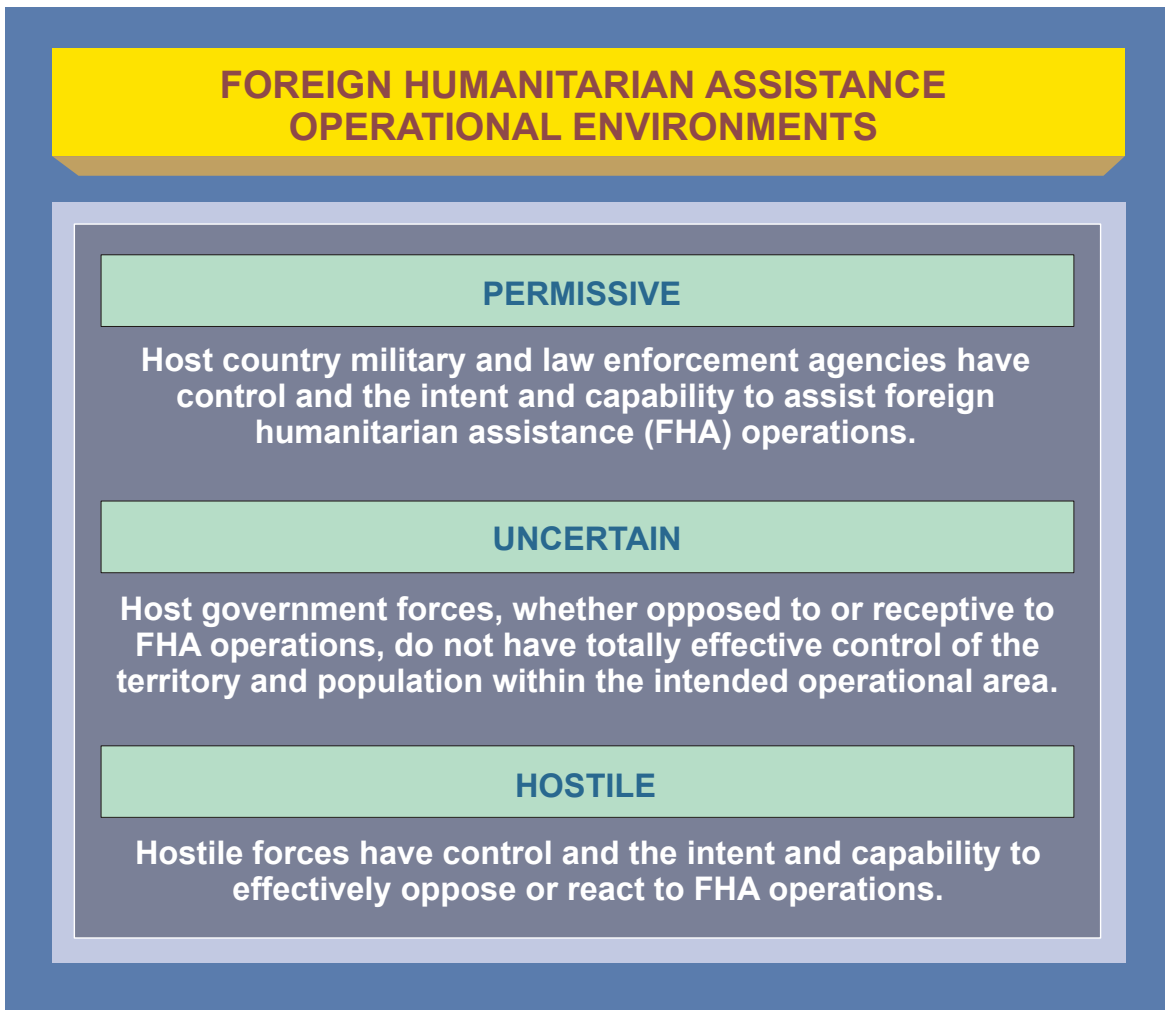 FOREIGN HUMANITARIAN ASSISTANCE
OPERATIONAL ENVIRONMENTS
PERMISSIVE
Host country military and law enforcement agencies have
control and the intent and capability to assist foreign
humanitarian assistance (FHA) operations.
UNCERTAIN
Host government forces, whether opposed to or receptive to
FHA operations, do not have totally effective control of the
territory and population within the intended operational area.
HOSTILE
Hostile forces have control and the intent and capability to
effectively oppose or react to FHA operations.